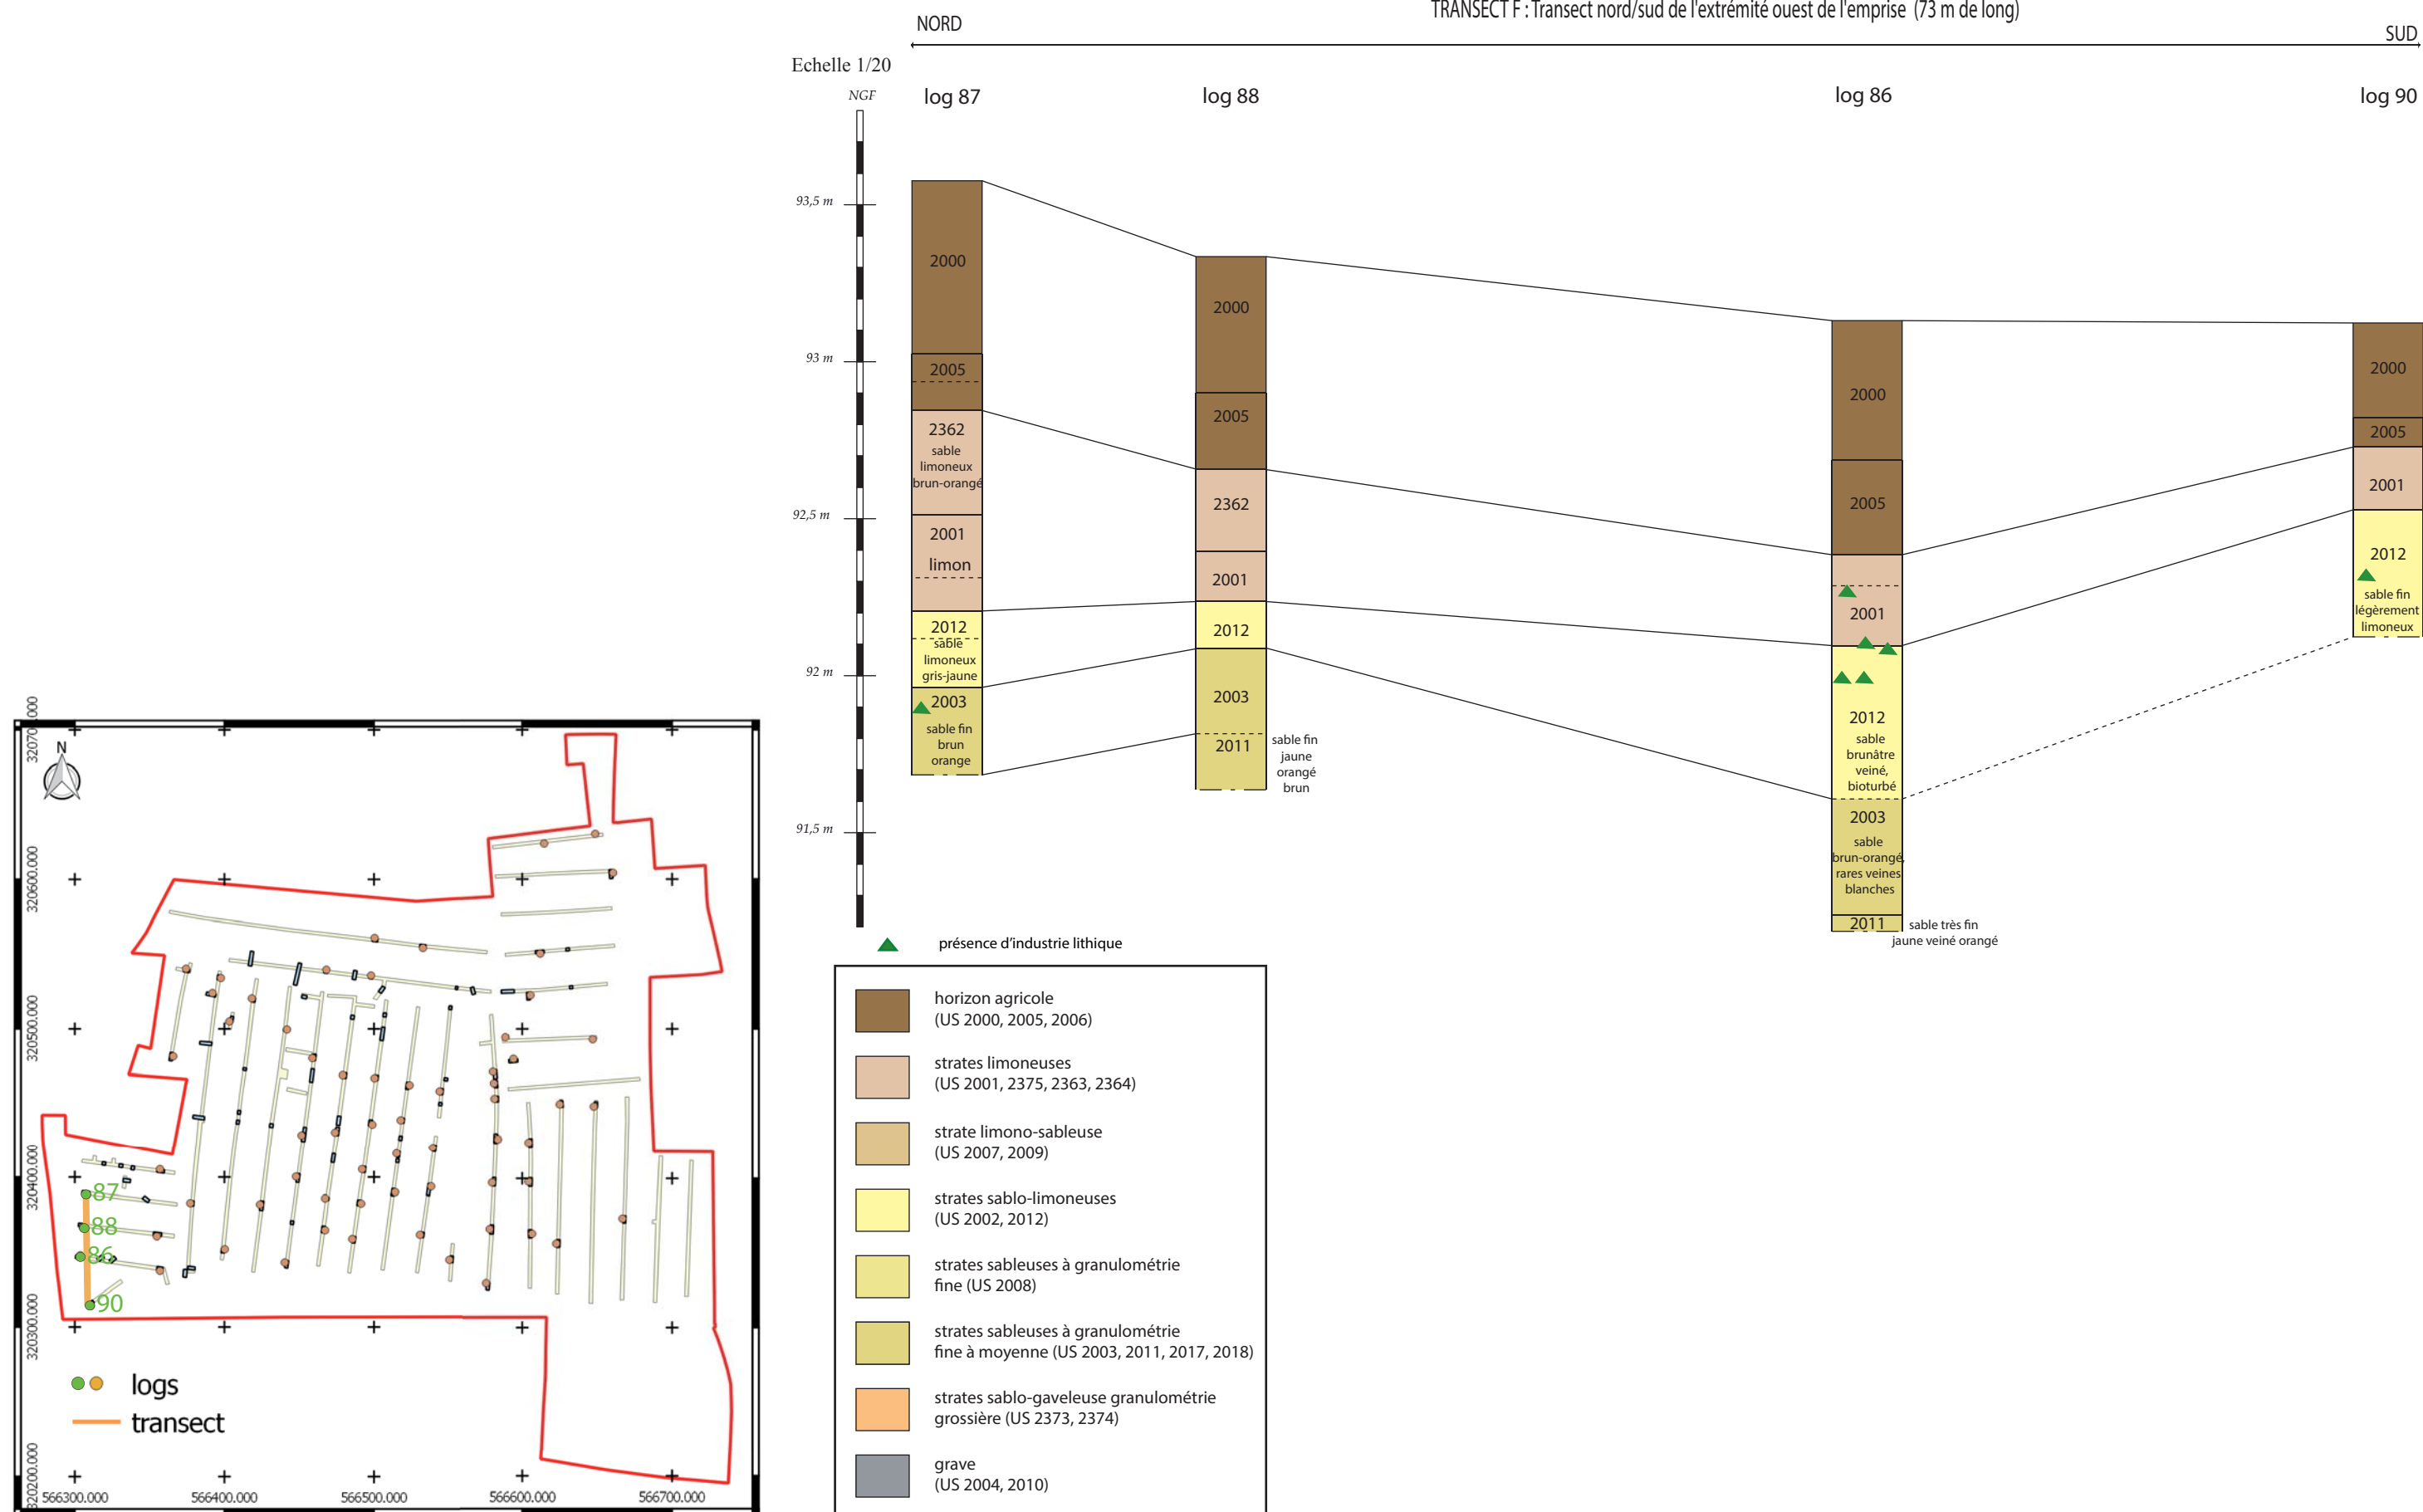 TRANSECT F : Transect nord/sud de l'extrémité ouest de l'emprise (73 m de long)
NORD
SUD
Echelle 1/20
NGF
log 87
log 88
log 86
log 90
93,5 m
93 m
92,5 m
92 m
91,5 m
2000
2005
2362
sable
limoneux
brun-orangé
2001
limon
2012
sable
limoneux
gris-jaune
2003
sable fin
brun
orange
2000
2005
2362
2001
2012
2003
2011
sable fin
jaune
orangé
brun
2000
2005
2001
2012
sable
brunâtre
veiné,
bioturbé
2003
sable
brun-orangé,
rares veines
blanches
2011
sable très fin
jaune veiné orangé
2000
2005
2001
2012
sable fin
légèrement
limoneux
présence d'industrie lithique
horizon agricole
(US 2000, 2005, 2006)
strates limoneuses
(US 2001, 2375, 2363, 2364)
strate limono-sableuse
(US 2007, 2009)
strates sablo-limoneuses
(US 2002, 2012)
strates sableuses à granulométrie
fine (US 2008)
strates sableuses à granulométrie
fine à moyenne (US 2003, 2011, 2017, 2018)
strates sablo-gaveleuse granulométrie
grossière (US 2373, 2374)
grave
(US 2004, 2010)
N
320600.000
320500.000
320400.000
320300.000
320200.000
87
88
86
90
logs
transect
566300.000
566400.000
566500.000
566600.000
566700.000